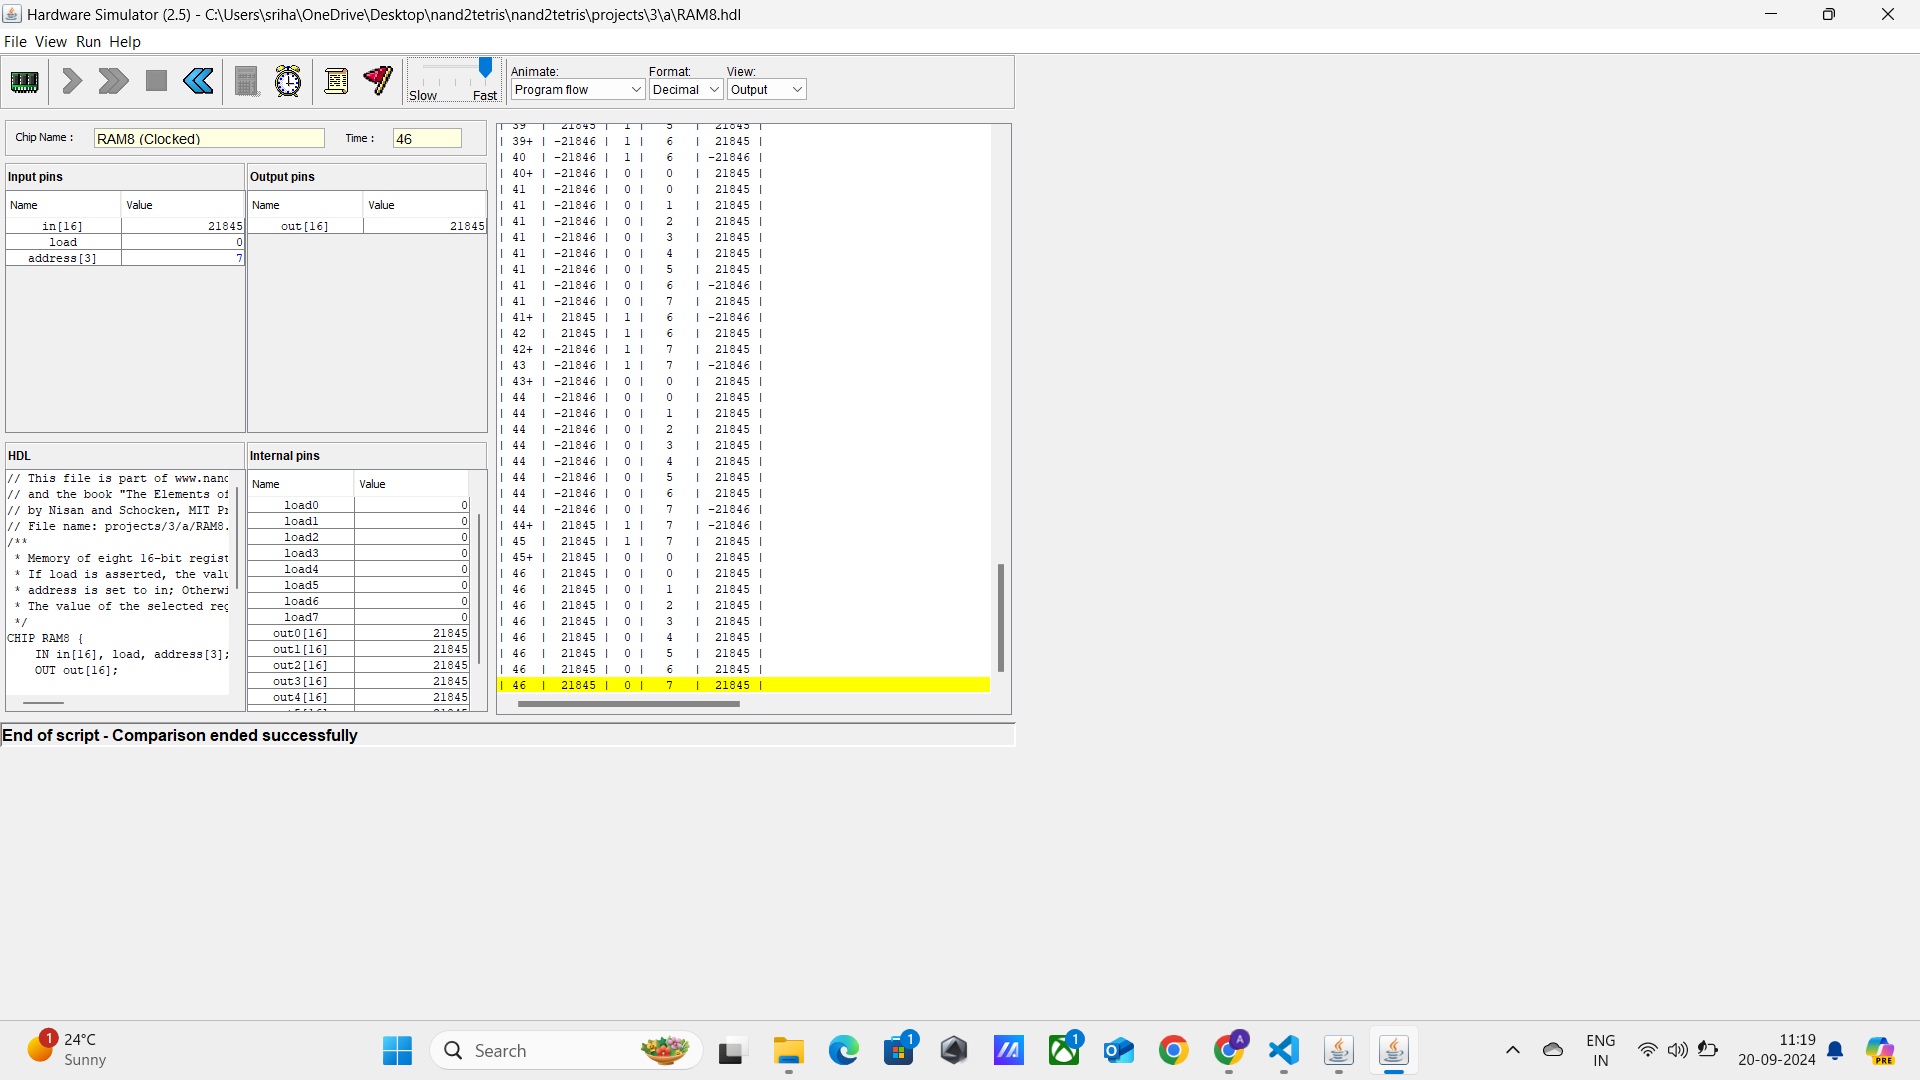 Hardware Simulator (2.5) - C:\Users\sriha\OneDrive\Desktop\nand2tetris\nand2tetris\projects\3\a\RAM8.hdl
File View Run Help
Slow Fast
Animate: Format: View:
Program flow Decimal Output
Chip Name : RAM8 (Clocked) Time : 46
Input pins
Name Value
in[16] 21845
load 0
address[3] 7
Output pins
Name Value
out[16] 21845
HDL
// This file is part of www.nand
// and the book "The Elements of
// by Nisan and Schocken, MIT Pr
// File name: projects/3/a/RAM8.
/**
* Memory of eight 16-bit regist
* If load is asserted, the valu
* address is set to in; Otherwi
* The value of the selected reg
*/
CHIP RAM8 {
IN in[16], load, address[3];
OUT out[16];
Internal pins
Name Value
load0 0
load1 0
load2 0
load3 0
load4 0
load5 0
load6 0
load7 0
out0[16] 21845
out1[16] 21845
out2[16] 21845
out3[16] 21845
out4[16] 21845
| 39 | 21845 | 1 | 5 | 21845 |
| 39+ | -21846 | 1 | 6 | 21845 |
| 40 | -21846 | 1 | 6 | -21846 |
| 40+ | -21846 | 0 | 0 | 21845 |
| 41 | -21846 | 0 | 0 | 21845 |
| 41 | -21846 | 0 | 1 | 21845 |
| 41 | -21846 | 0 | 2 | 21845 |
| 41 | -21846 | 0 | 3 | 21845 |
| 41 | -21846 | 0 | 4 | 21845 |
| 41 | -21846 | 0 | 5 | 21845 |
| 41 | -21846 | 0 | 6 | -21846 |
| 41 | -21846 | 0 | 7 | 21845 |
| 41+ | 21845 | 1 | 6 | -21846 |
| 42 | 21845 | 1 | 6 | 21845 |
| 42+ | -21846 | 1 | 7 | 21845 |
| 43 | -21846 | 1 | 7 | -21846 |
| 43+ | -21846 | 0 | 0 | 21845 |
| 44 | -21846 | 0 | 0 | 21845 |
| 44 | -21846 | 0 | 1 | 21845 |
| 44 | -21846 | 0 | 2 | 21845 |
| 44 | -21846 | 0 | 3 | 21845 |
| 44 | -21846 | 0 | 4 | 21845 |
| 44 | -21846 | 0 | 5 | 21845 |
| 44 | -21846 | 0 | 6 | 21845 |
| 44 | -21846 | 0 | 7 | -21846 |
| 44+ | 21845 | 1 | 7 | -21846 |
| 45 | 21845 | 1 | 7 | 21845 |
| 45+ | 21845 | 0 | 0 | 21845 |
| 46 | 21845 | 0 | 0 | 21845 |
| 46 | 21845 | 0 | 1 | 21845 |
| 46 | 21845 | 0 | 2 | 21845 |
| 46 | 21845 | 0 | 3 | 21845 |
| 46 | 21845 | 0 | 4 | 21845 |
| 46 | 21845 | 0 | 5 | 21845 |
| 46 | 21845 | 0 | 6 | 21845 |
| 46 | 21845 | 0 | 7 | 21845 |
End of script - Comparison ended successfully
1
24°C
Sunny
Search
1
1
A
ENG
IN
11:19
20-09-2024
PRE